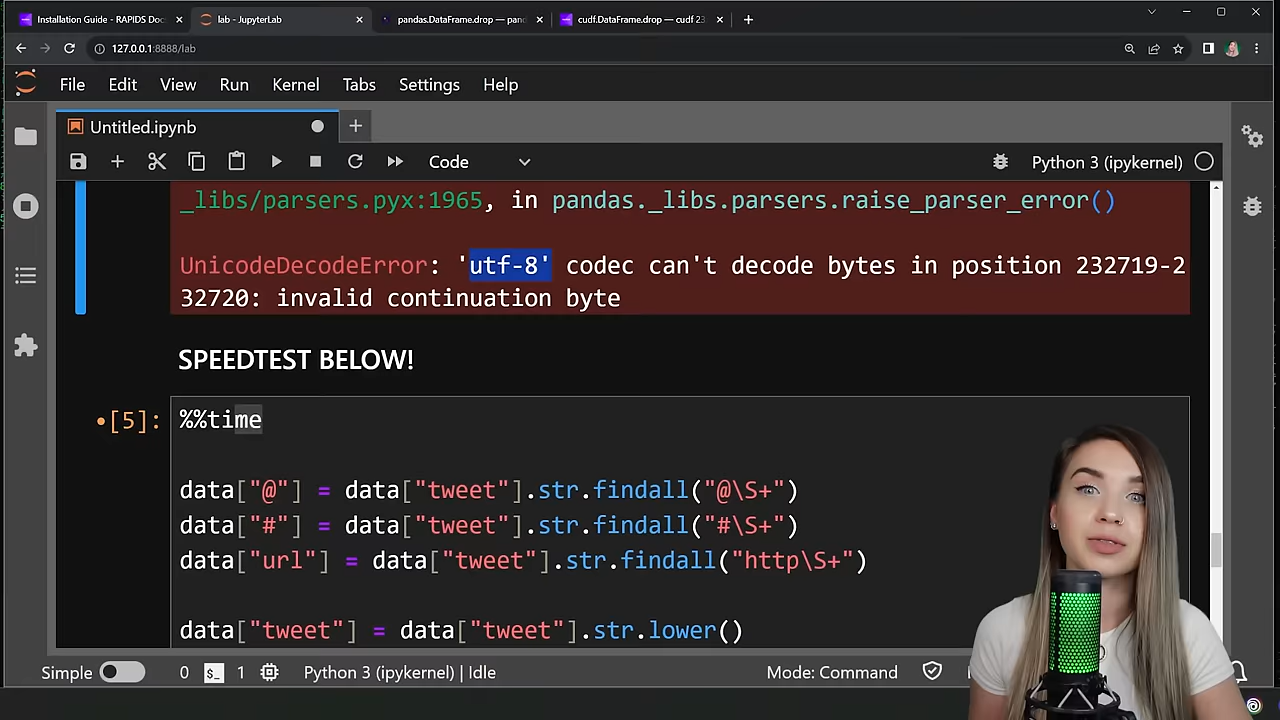 Installation Guide - RAPIDS Doc
lab - JupyterLab
pandas.DataFrame.drop — pan
cudf.DataFrame.drop — cudf 23
127.0.0.1:8888/lab
File Edit View Run Kernel Tabs Settings Help
Untitled.ipynb
Code
Python 3 (ipykernel)
_libs/parsers.pyx:1965, in pandas._libs.parsers.raise_parser_error()
UnicodeDecodeError: 'utf-8' codec can't decode bytes in position 232719-2
32720: invalid continuation byte
SPEEDTEST BELOW!
[5]: %%time
data["@"] = data["tweet"].str.findall("@\S+")
data["#"] = data["tweet"].str.findall("#\S+")
data["url"] = data["tweet"].str.findall("http\S+")
data["tweet"] = data["tweet"].str.lower()
Simple 0 $_ 1 Python 3 (ipykernel) | Idle Mode: Command